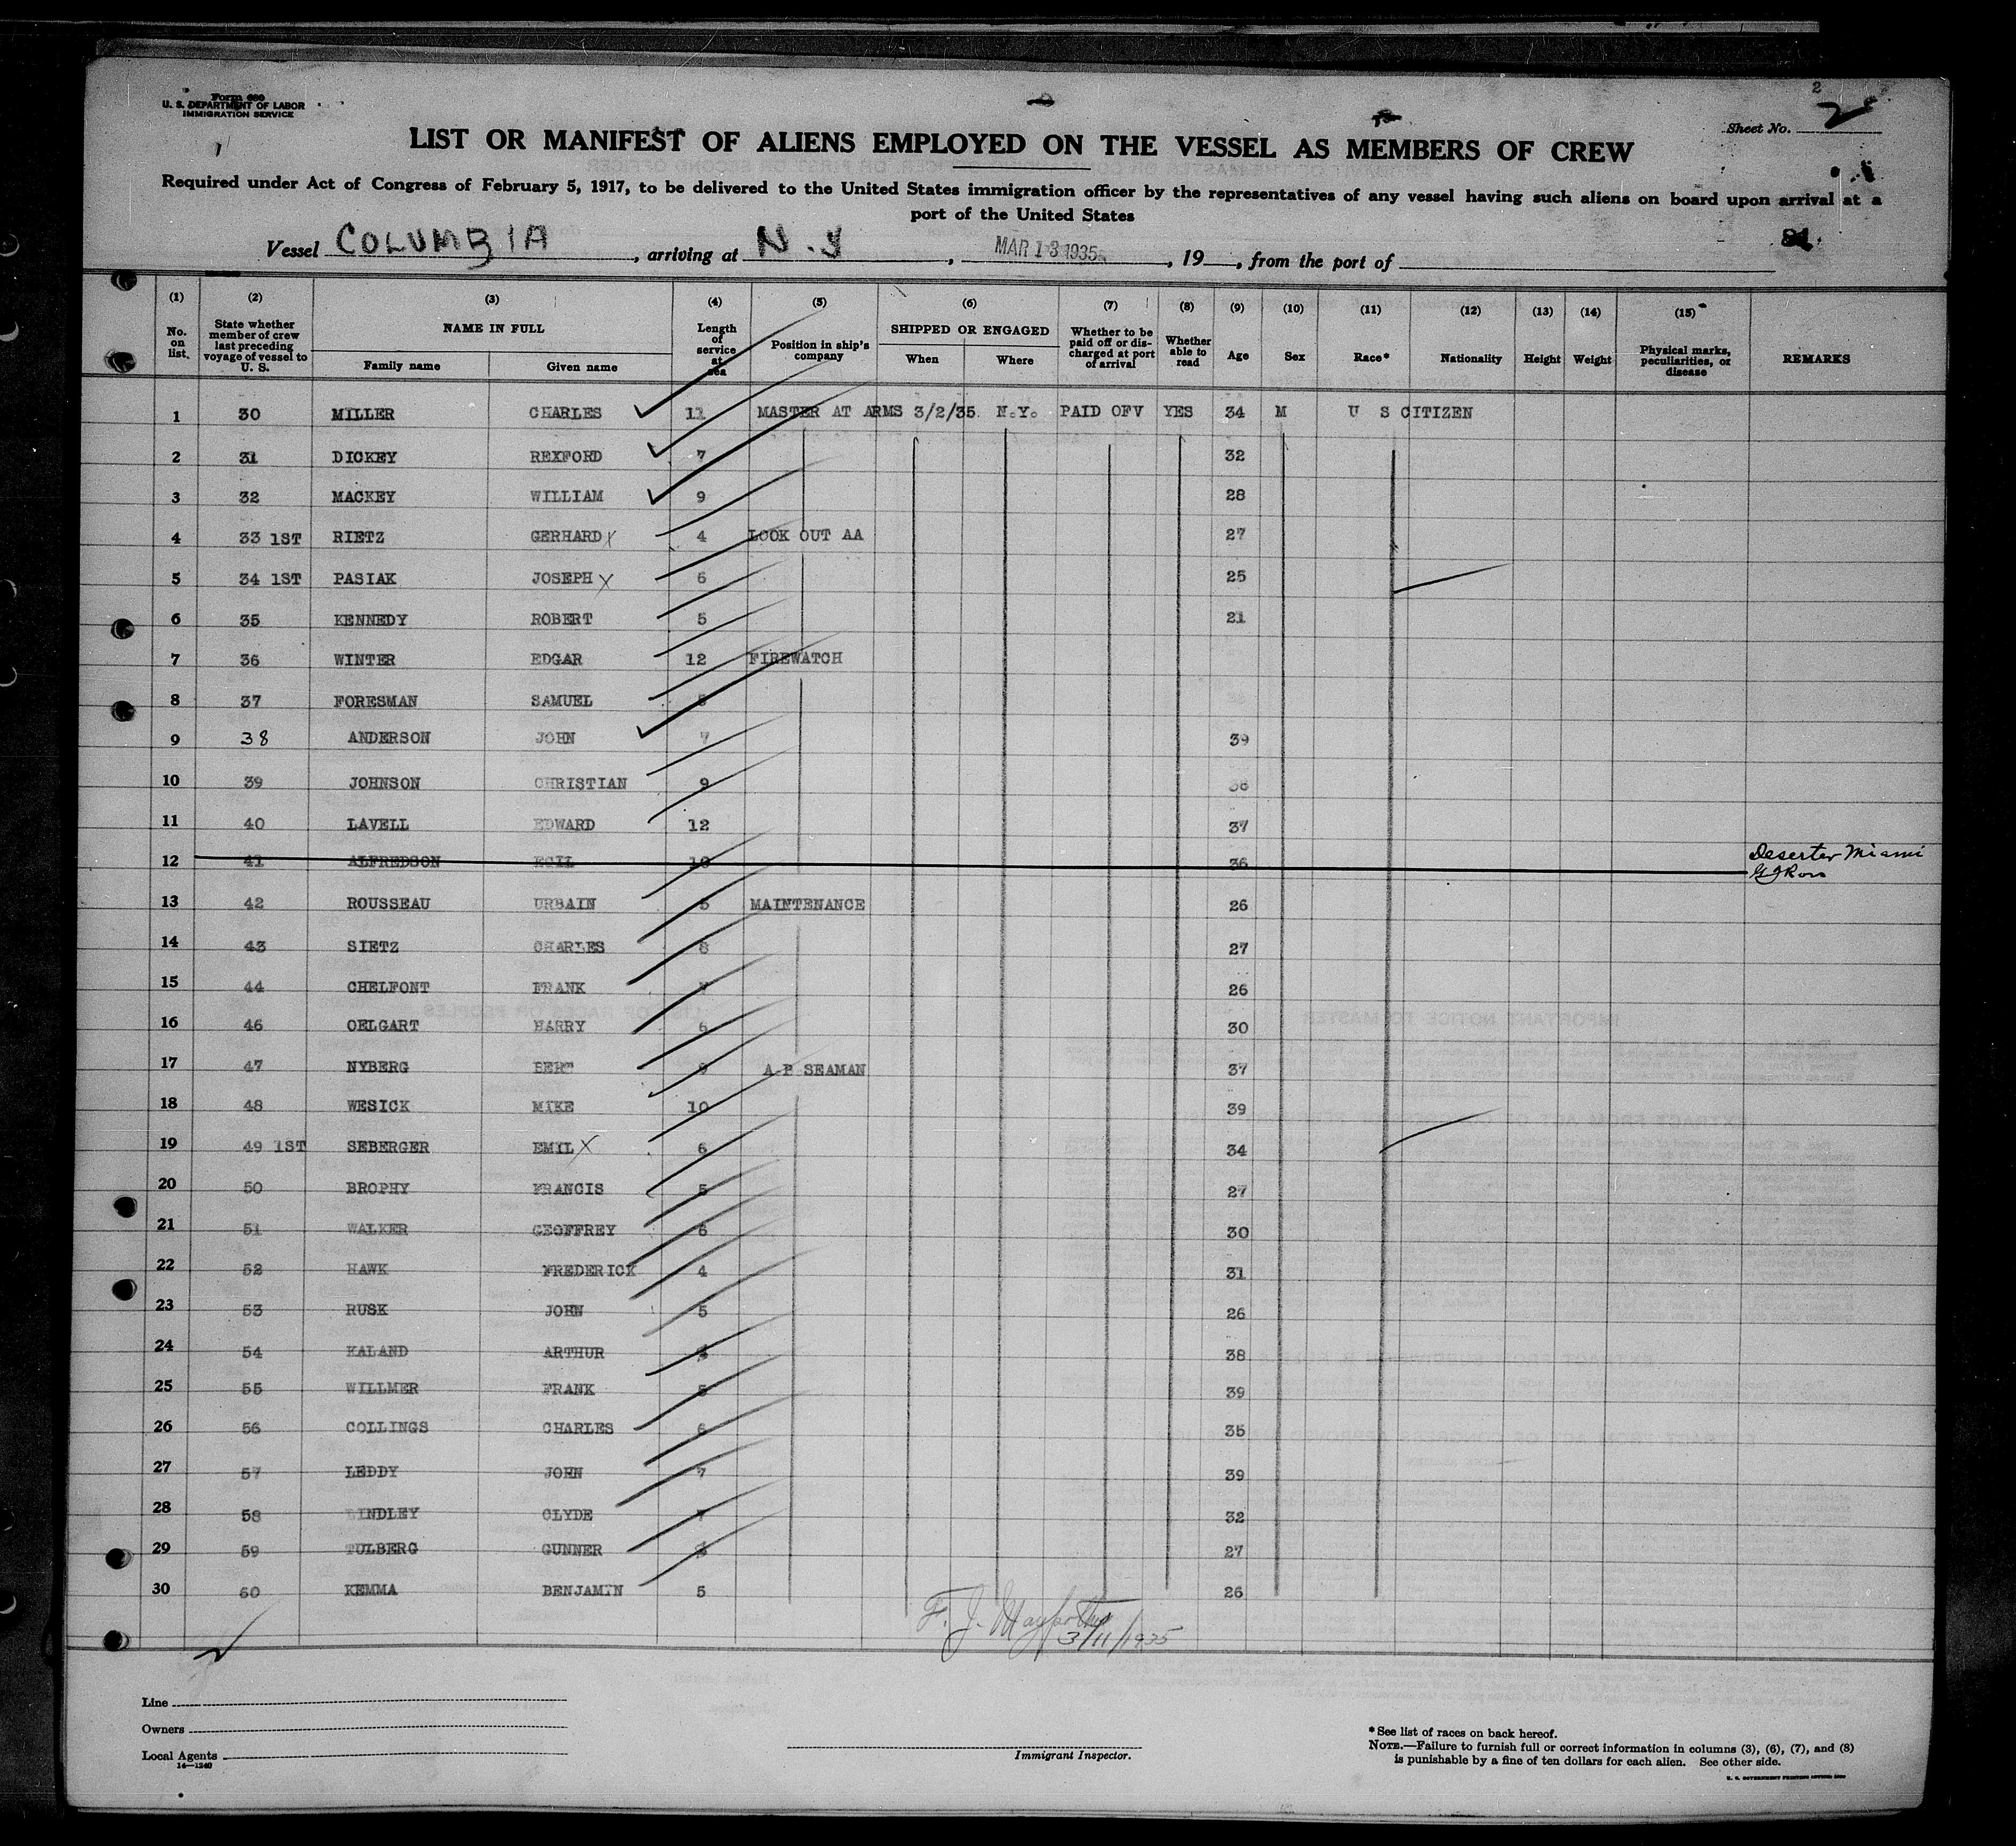 Form 680
U. S. DEPARTMENT OF LABOR
IMMIGRATION SERVICE
2
Sheet No. 2
LIST OR MANIFEST OF ALIENS EMPLOYED ON THE VESSEL AS MEMBERS OF CREW
Required under Act of Congress of February 5, 1917, to be delivered to the United States immigration officer by the representatives of any vessel having such aliens on board upon arrival at a
port of the United States
Vessel COLUMBIA, arriving at N.Y, MAR 13 1935, 19, from the port of
(1) (2) (3) (4) (5) (6) (7) (8) (9) (10) (11) (12) (13) (14) (15)
No. on list. State whether member of crew last preceding voyage of vessel to U. S. NAME IN FULL Family name Given name Length of service at sea Position in ship's company SHIPPED OR ENGAGED When Where Whether to be paid off or discharged at port of arrival Whether able to read Age Sex Race* Nationality Height Weight Physical marks, peculiarities, or disease REMARKS
1 30 MILLER CHARLES 11 MASTER AT ARMS 3/2/35 N.Y. PAID OFV YES 34 M U S CITIZEN
2 31 DICKEY REXFORD 7 32
3 32 MACKEY WILLIAM 9 28
4 33 1ST RIETZ GERHARD X 4 LOOK OUT AA 27
5 34 1ST PASIAK JOSEPH X 6 25
6 35 KENNEDY ROBERT 5 21
7 36 WINTER EDGAR 12 FIREWATCH
8 37 FORESMAN SAMUEL
9 38 ANDERSON JOHN 7 39
10 39 JOHNSON CHRISTIAN 9 36
11 40 LAVELL EDWARD 12 37
12 41 ALFREDSON EGIL 10 36 Deserter Miami
13 42 ROUSSEAU URBAIN 5 MAINTENANCE 26
14 43 SIETZ CHARLES 8 27
15 44 CHELFONT FRANK 26
16 46 OELGART HARRY 6 30
17 47 NYBERG BERT 9 A-B SEAMAN 37
18 48 WESICK MIKE 10 39
19 49 1ST SEBERGER EMIL X 6 34
20 50 BROPHY FRANCIS 5 27
21 51 WALKER GEOFFREY 6 30
22 52 HAWK FREDERICK 4 31
23 53 RUSK JOHN 5 26
24 54 KALAND ARTHUR 38
25 55 WILLMER FRANK 5 39
26 56 COLLINGS CHARLES 6 35
27 57 LEDDY JOHN 7 39
28 58 LINDLEY CLYDE 7 32
29 59 TULBERG GUNNER 27
30 60 KEMMA BENJAMIN 5 26
F. J.
3/11/1935
Line
Owners
Local Agents
14—1240
Immigrant Inspector.
* See list of races on back hereof.
NOTE.—Failure to furnish full or correct information in columns (3), (6), (7), and (8)
is punishable by a fine of ten dollars for each alien. See other side.